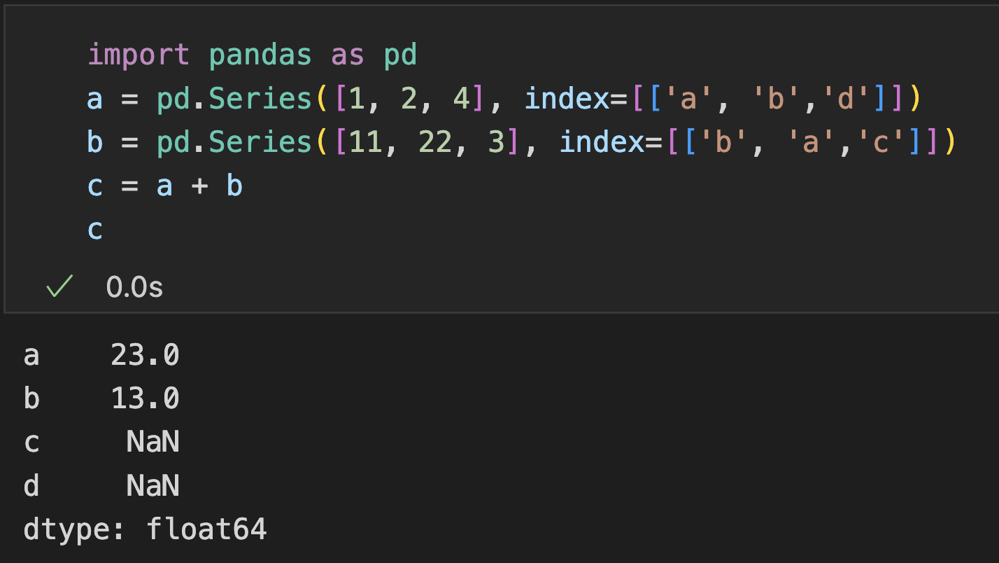 import pandas as pd
a = pd.Series([1, 2, 4], index=[['a', 'b','d']])
b = pd.Series([11, 22, 3], index=[['b', 'a','c']])
c = a + b
c
0.0s
a    23.0
b    13.0
c     NaN
d     NaN
dtype: float64